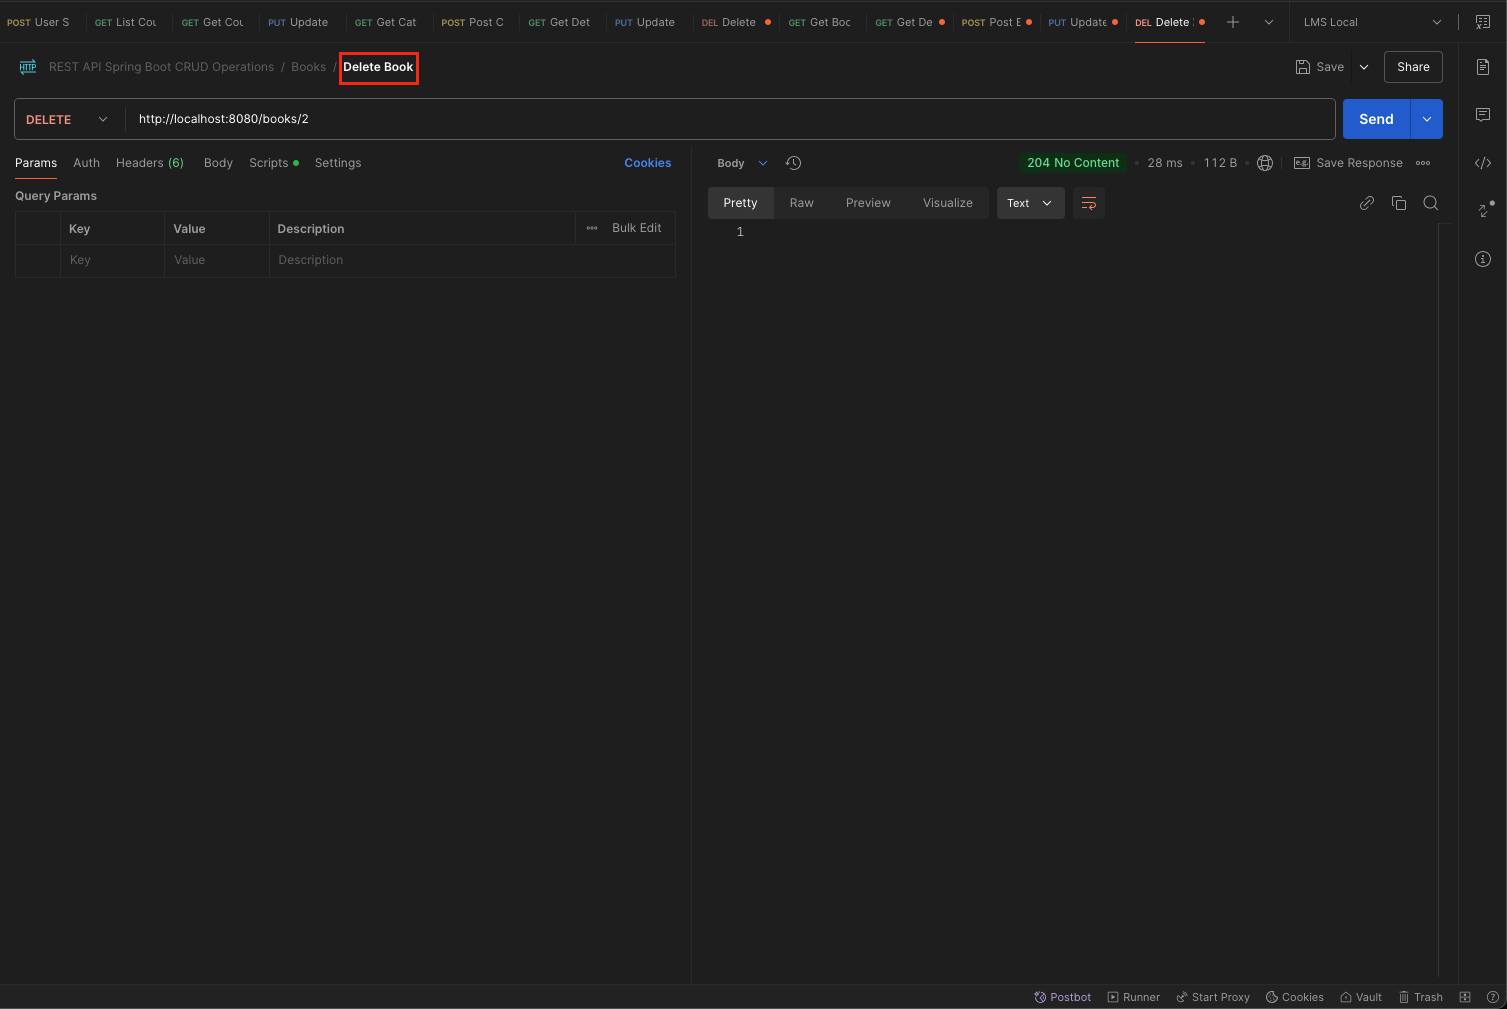 POST User S GET List Cou GET Get Cou PUT Update GET Get Cat POST Post C GET Get Det PUT Update DEL Delete GET Get Boc GET Get De POST Post E PUT Update DEL Delete LMS Local
HTTP REST API Spring Boot CRUD Operations / Books / Delete Book Save Share
DELETE http://localhost:8080/books/2 Send
Params Auth Headers (6) Body Scripts Settings Cookies
Body 204 No Content 28 ms 112 B e.g. Save Response
Query Params
Pretty Raw Preview Visualize Text
Key Value Description Bulk Edit
1
Key Value Description
Postbot Runner Start Proxy Cookies Vault Trash